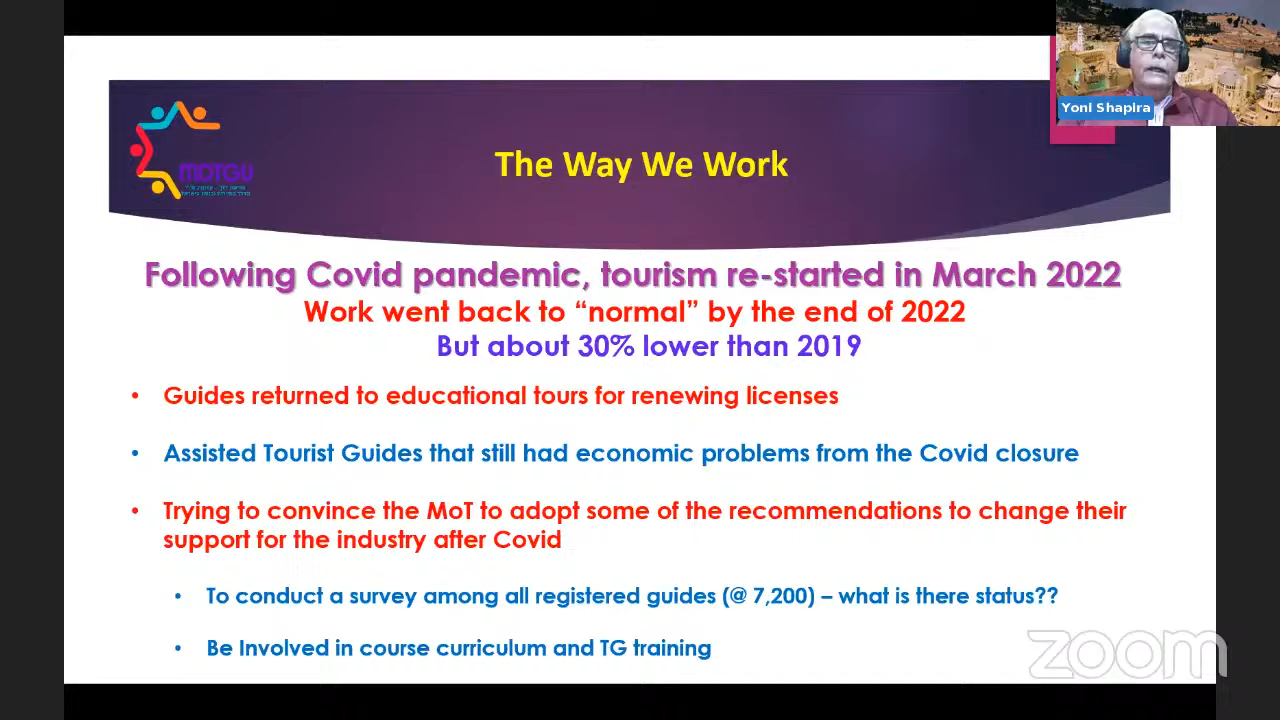 Yoni Shapira
MOTGU
The Way We Work
Following Covid pandemic, tourism re-started in March 2022
Work went back to “normal” by the end of 2022
But about 30% lower than 2019
• Guides returned to educational tours for renewing licenses
• Assisted Tourist Guides that still had economic problems from the Covid closure
• Trying to convince the MoT to adopt some of the recommendations to change their
support for the industry after Covid
• To conduct a survey among all registered guides (@ 7,200) – what is there status??
• Be Involved in course curriculum and TG training
zoom